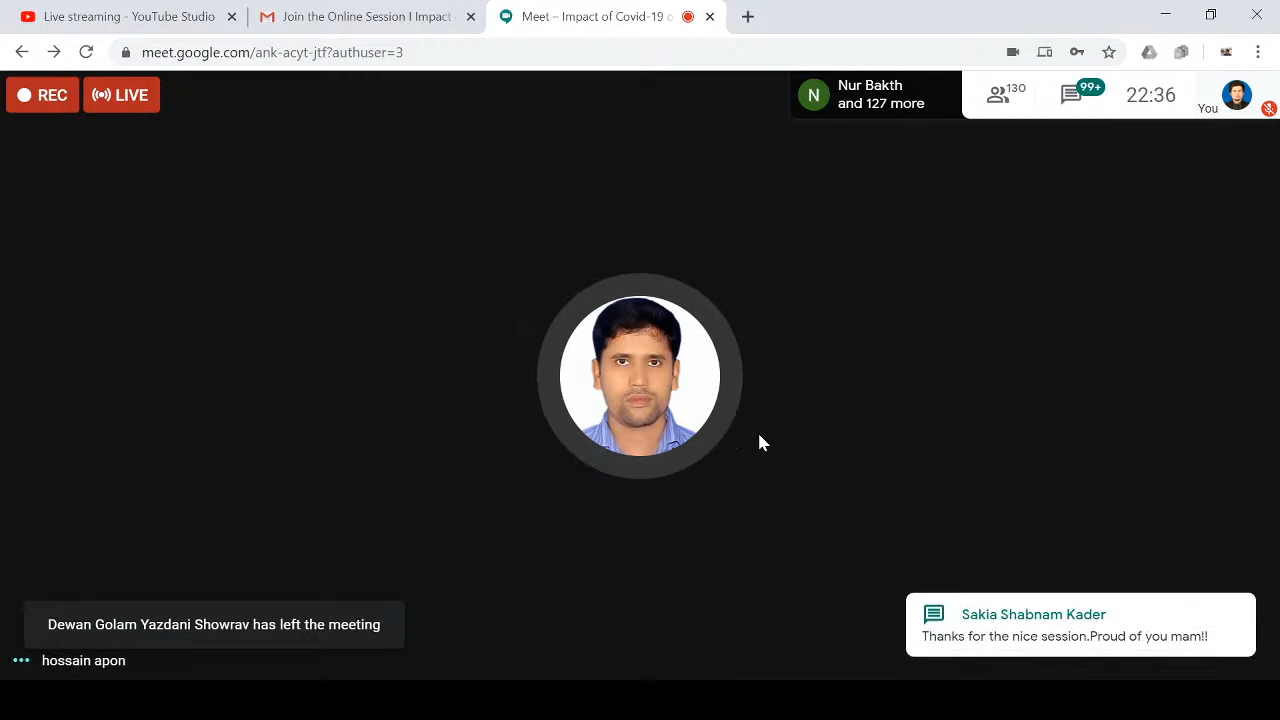 Live streaming - YouTube Studio
Join the Online Session I Impact
Meet – Impact of Covid-19 o
meet.google.com/ank-acyt-jtf?authuser=3
REC
LIVE
N
Nur Bakth
and 127 more
130
99+
22:36
You
Dewan Golam Yazdani Showrav has left the meeting
hossain apon
Sakia Shabnam Kader
Thanks for the nice session.Proud of you mam!!